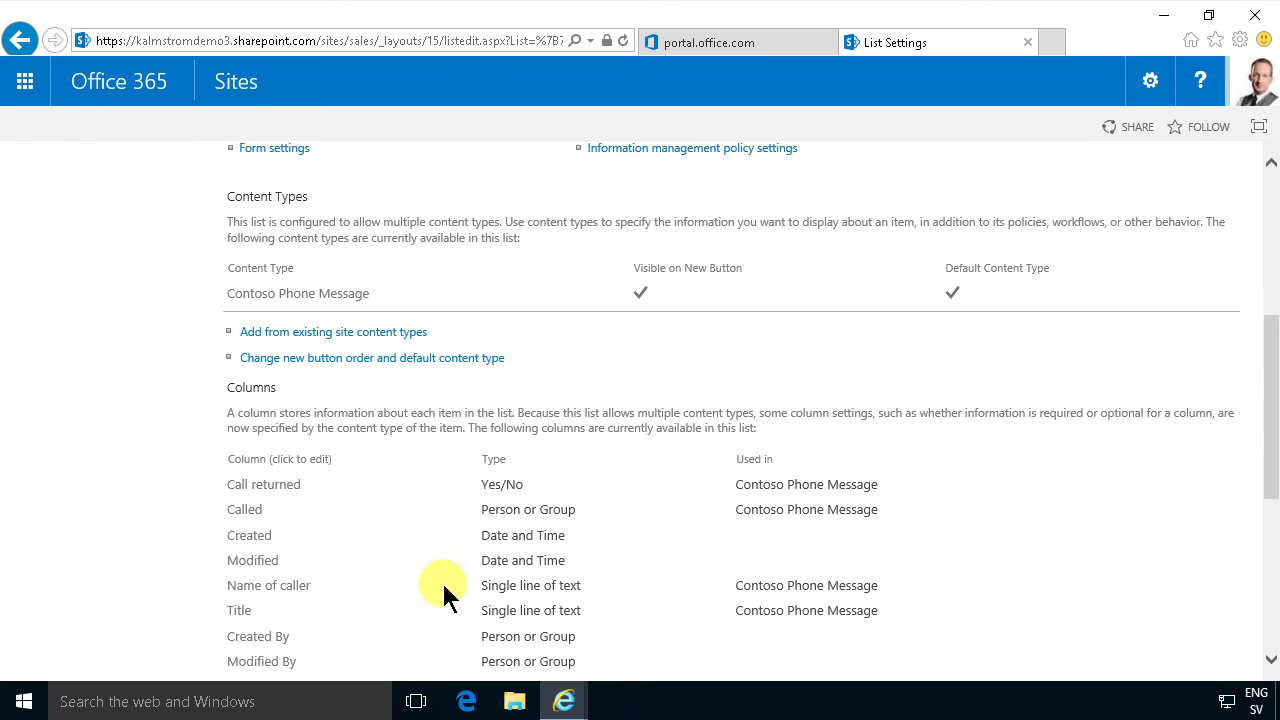 https://kalmstromdemo3.sharepoint.com/sites/sales/_layouts/15/listedit.aspx?List=%7B7
portal.office.com
List Settings
Office 365
Sites
?
SHARE
FOLLOW
Form settings
Information management policy settings
Content Types
This list is configured to allow multiple content types. Use content types to specify the information you want to display about an item, in addition to its policies, workflows, or other behavior. The
following content types are currently available in this list:
Content Type Visible on New Button Default Content Type
Contoso Phone Message
Add from existing site content types
Change new button order and default content type
Columns
A column stores information about each item in the list. Because this list allows multiple content types, some column settings, such as whether information is required or optional for a column, are
now specified by the content type of the item. The following columns are currently available in this list:
Column (click to edit) Type Used in
Call returned Yes/No Contoso Phone Message
Called Person or Group Contoso Phone Message
Created Date and Time
Modified Date and Time
Name of caller Single line of text Contoso Phone Message
Title Single line of text Contoso Phone Message
Created By Person or Group
Modified By Person or Group
Search the web and Windows
ENG
SV